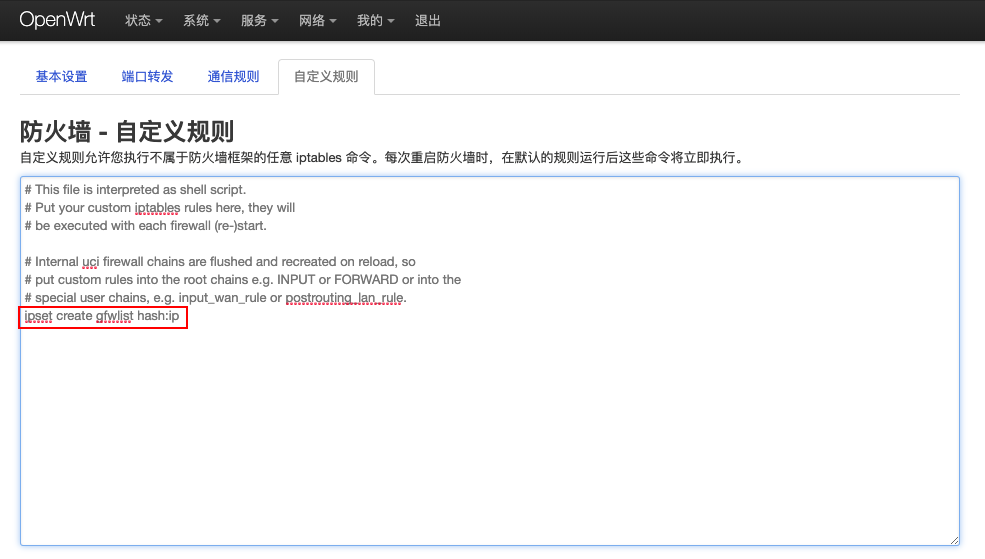 OpenWrt 状态 系统 服务 网络 我的 退出
基本设置 端口转发 通信规则 自定义规则
防火墙 - 自定义规则
自定义规则允许您执行不属于防火墙框架的任意 iptables 命令。每次重启防火墙时，在默认的规则运行后这些命令将立即执行。
# This file is interpreted as shell script.
# Put your custom iptables rules here, they will
# be executed with each firewall (re-)start.
# Internal uci firewall chains are flushed and recreated on reload, so
# put custom rules into the root chains e.g. INPUT or FORWARD or into the
# special user chains, e.g. input_wan_rule or postrouting_lan_rule.
ipset create gfwlist hash:ip